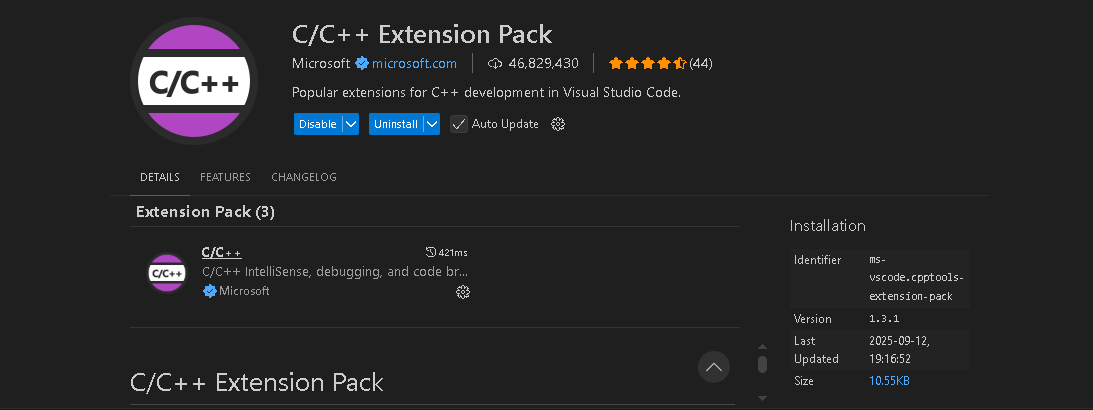 C/C++ Extension Pack
C/C++
Microsoft microsoft.com 46,829,430 (44)
Popular extensions for C++ development in Visual Studio Code.
Disable Uninstall Auto Update
DETAILS FEATURES CHANGELOG
Extension Pack (3)
C/C++ 421ms
C/C++
C/C++ IntelliSense, debugging, and code br...
Microsoft
C/C++ Extension Pack
Installation
Identifier ms-
vscode.cpptools-
extension-pack
Version 1.3.1
Last 2025-09-12,
Updated 19:16:52
Size 10.55KB